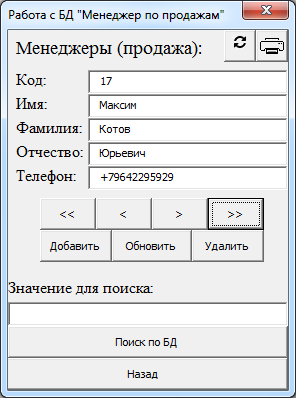 Работа с БД "Менеджер по продажам"
Менеджеры (продажа):
Код: 17
Имя: Максим
Фамилия: Котов
Отчество: Юрьевич
Телефон: +79642295929
<< < > >>
Добавить Обновить Удалить
Значение для поиска:
Поиск по БД
Назад